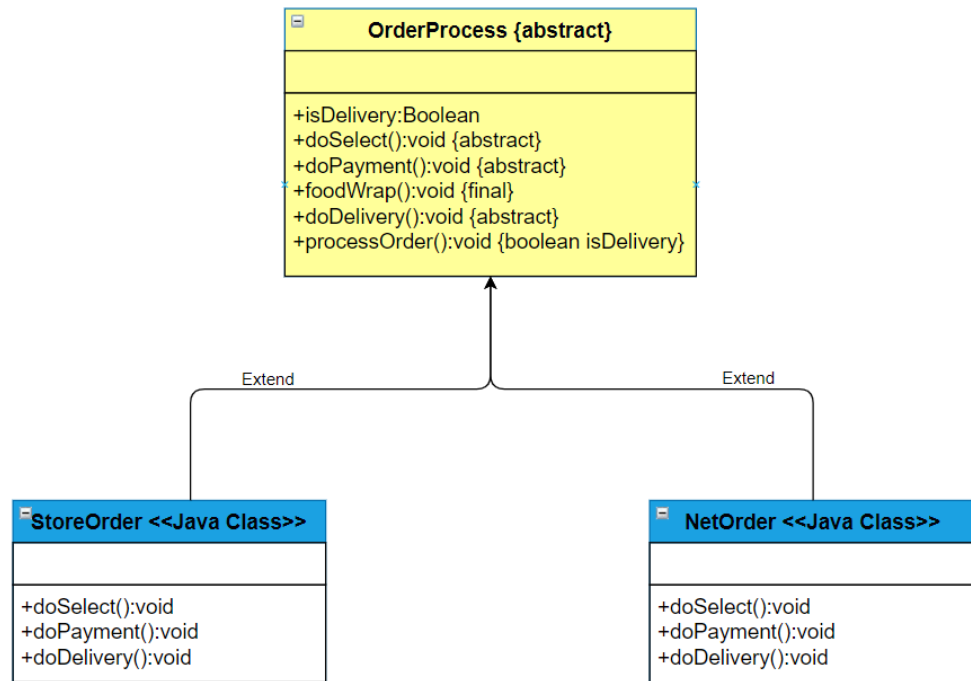 OrderProcess {abstract}
+isDelivery:Boolean
+doSelect():void {abstract}
+doPayment():void {abstract}
+foodWrap():void {final}
+doDelivery():void {abstract}
+processOrder():void {boolean isDelivery}
Extend
Extend
StoreOrder <<Java Class>>
+doSelect():void
+doPayment():void
+doDelivery():void
NetOrder <<Java Class>>
+doSelect():void
+doPayment():void
+doDelivery():void